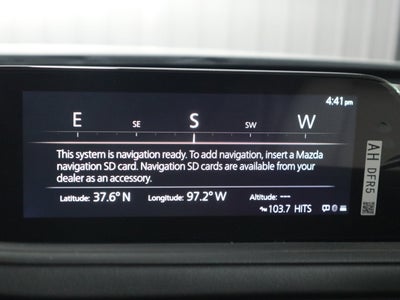 4:41 pm
E SE S SW W
This system is navigation ready. To add navigation, insert a Mazda
navigation SD card. Navigation SD cards are available from your
dealer as an accessory.
Latitude: 37.6° N Longitude: 97.2° W Altitude: ---
103.7 HITS
AH DFR5